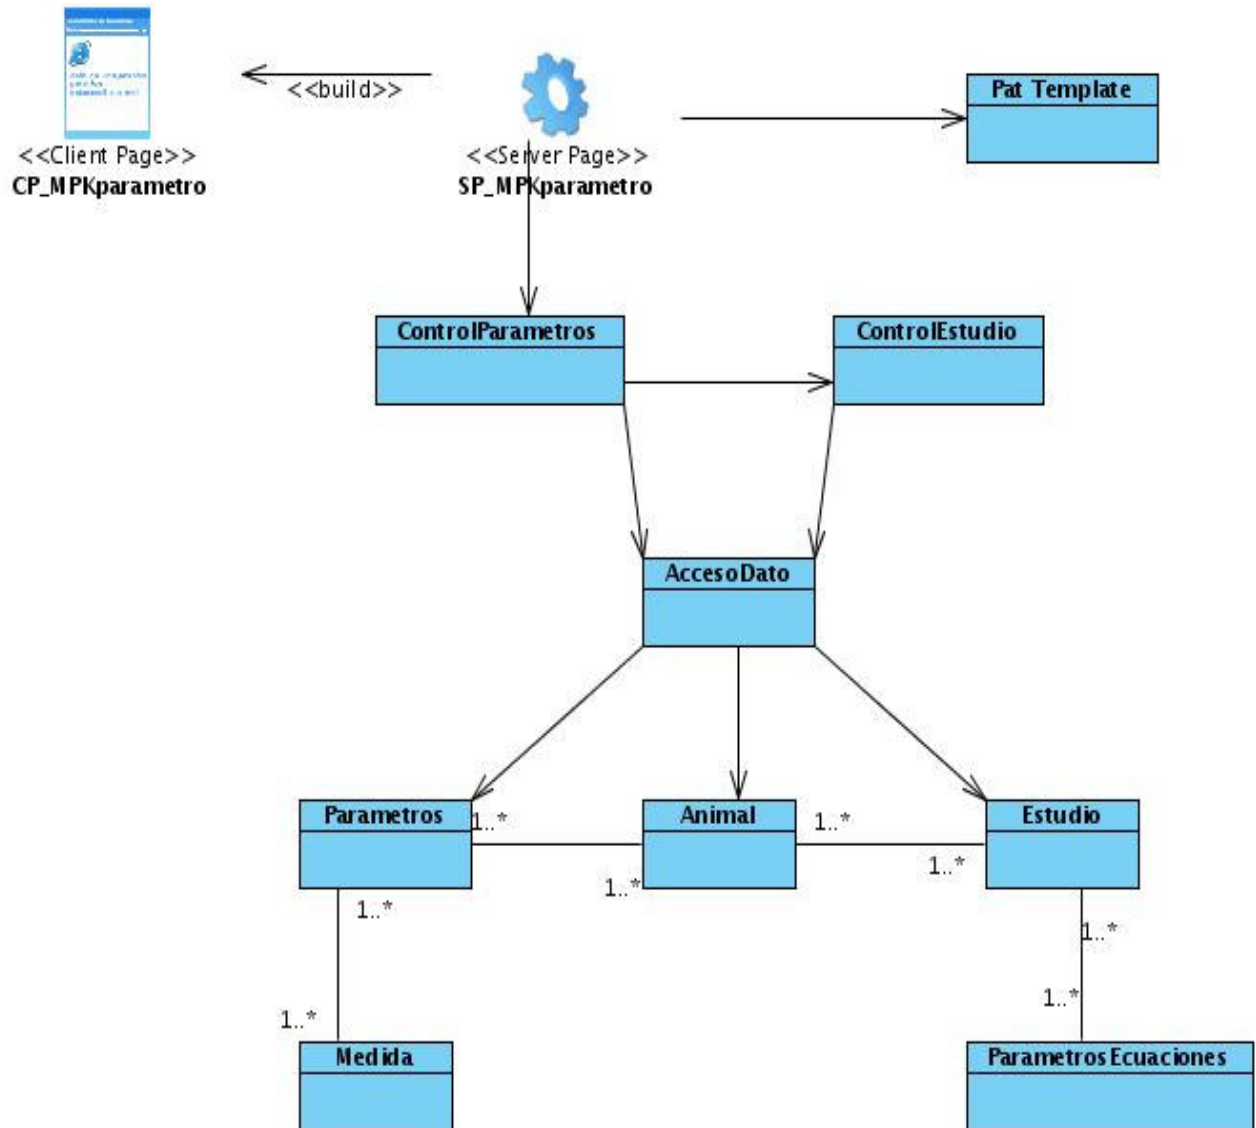 <<build>>
Pat Template
<<Client Page>>
CP_MPKparametro
<<Server Page>>
SP_MPKparametro
ControlParametros
ControlEstudio
AccesoDato
Parametros
1..*
1..*
Animal
1..*
1..*
Estudio
1..*
1..*
1..*
1..*
Medida
ParametrosEcuaciones